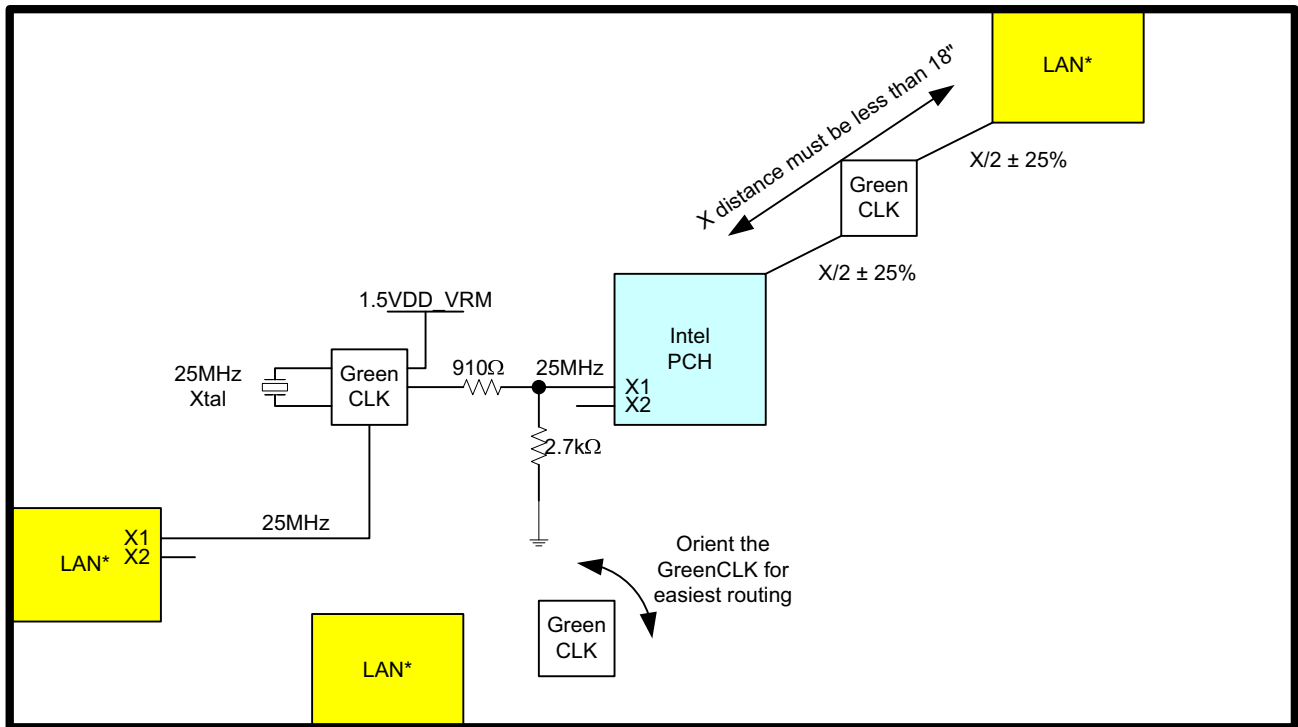 LAN*
X distance must be less than 18"
X/2 ± 25%
Green
CLK
X/2 ± 25%
1.5VDD_VRM
Intel
PCH
25MHz
Xtal
Green
CLK
910Ω
25MHz
X1
X2
2.7kΩ
25MHz
X1
X2
LAN*
Orient the
GreenCLK for
easiest routing
Green
CLK
LAN*